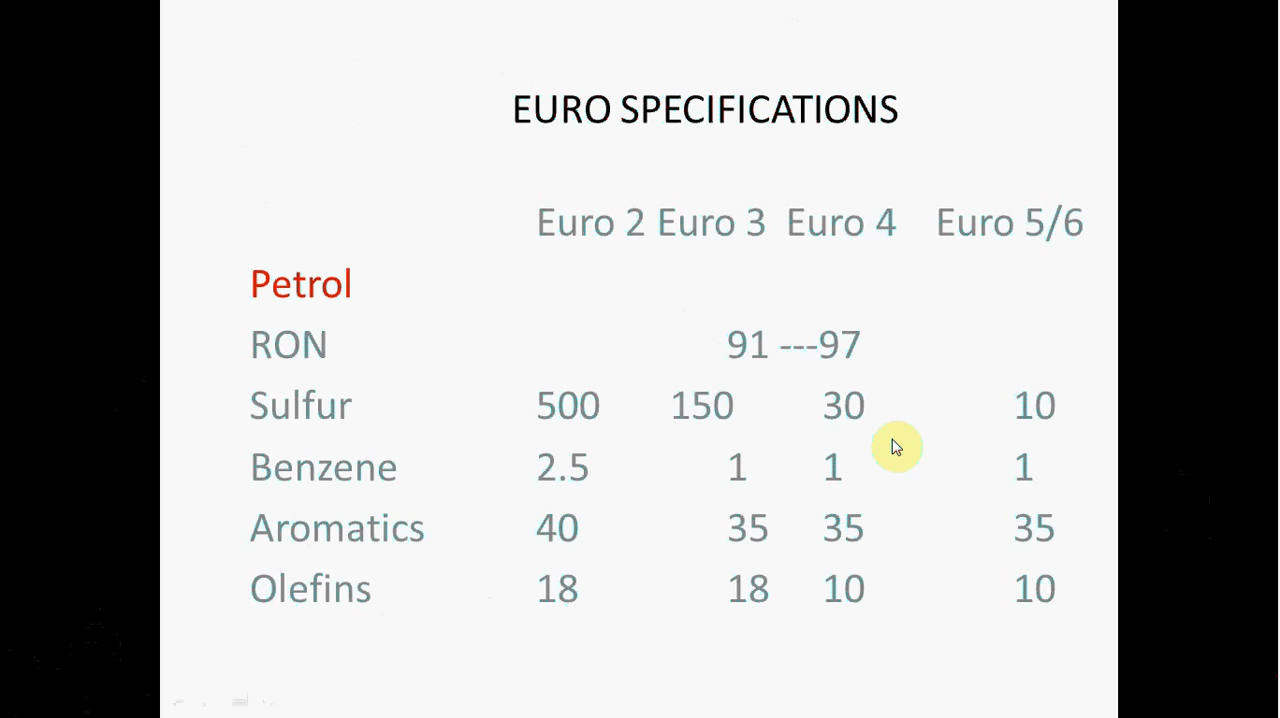 EURO SPECIFICATIONS
Euro 2 Euro 3 Euro 4 Euro 5/6
Petrol
RON 91 ---97
Sulfur 500 150 30 10
Benzene 2.5 1 1 1
Aromatics 40 35 35 35
Olefins 18 18 10 10